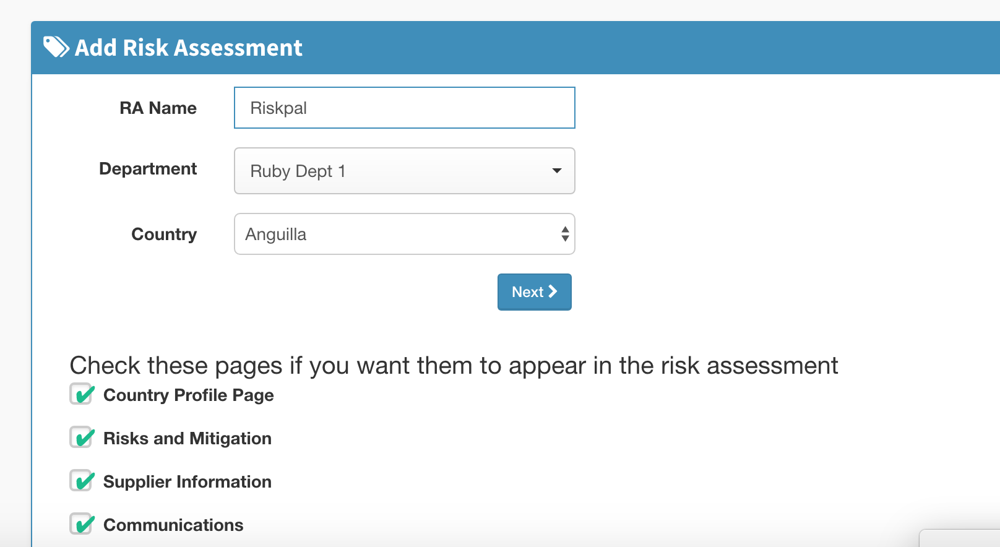 Add Risk Assessment
RA Name
Riskpal
Department
Ruby Dept 1
Country
Anguilla
Next
Check these pages if you want them to appear in the risk assessment
Country Profile Page
Risks and Mitigation
Supplier Information
Communications